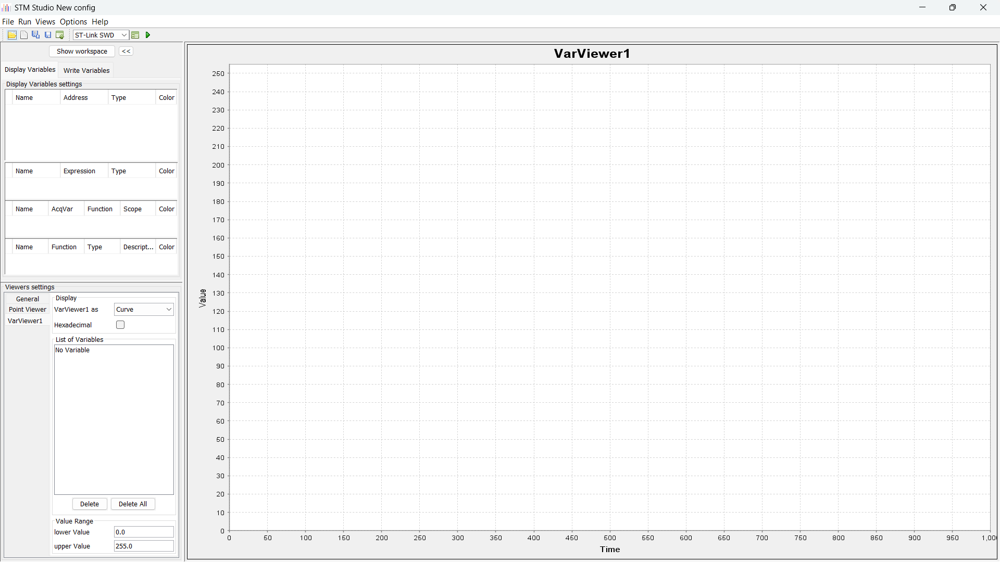 STM Studio New config
File Run Views Options Help
ST-Link SWD
Show workspace <<
Display Variables Write Variables
Display Variables settings
Name Address Type Color
Name Expression Type Color
Name AcqVar Function Scope Color
Name Function Type Descript... Color
Viewers settings
General
Point Viewer
VarViewer1
Display
VarViewer1 as Curve
Hexadecimal
List of Variables
No Variable
Delete Delete All
Value Range
lower Value 0.0
upper Value 255.0
VarViewer1
Value
250
240
230
220
210
200
190
180
170
160
150
140
130
120
110
100
90
80
70
60
50
40
30
20
10
0
0 50 100 150 200 250 300 350 400 450 500 550 600 650 700 750 800 850 900 950 1,00
Time